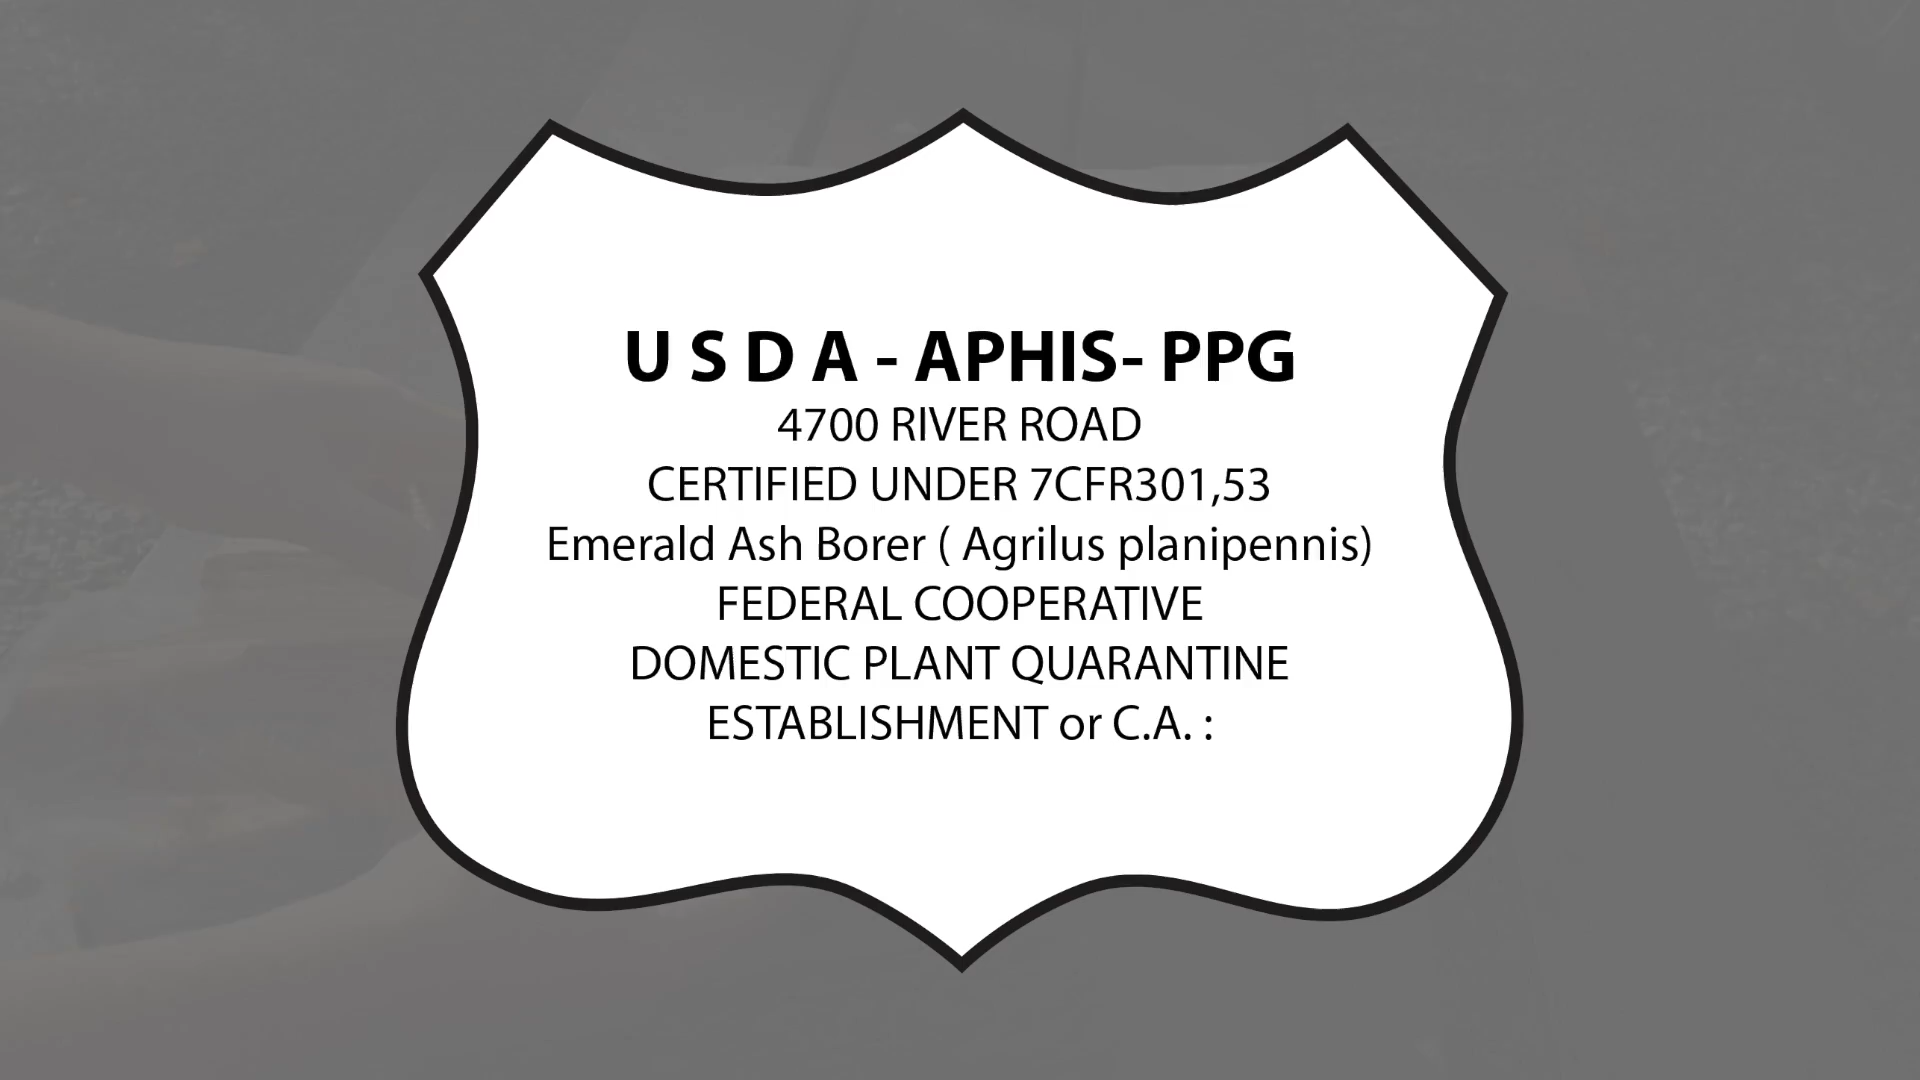 U S D A - APHIS- PPG
4700 RIVER ROAD
CERTIFIED UNDER 7CFR301,53
Emerald Ash Borer ( Agrilus planipennis)
FEDERAL COOPERATIVE
DOMESTIC PLANT QUARANTINE
ESTABLISHMENT or C.A. :